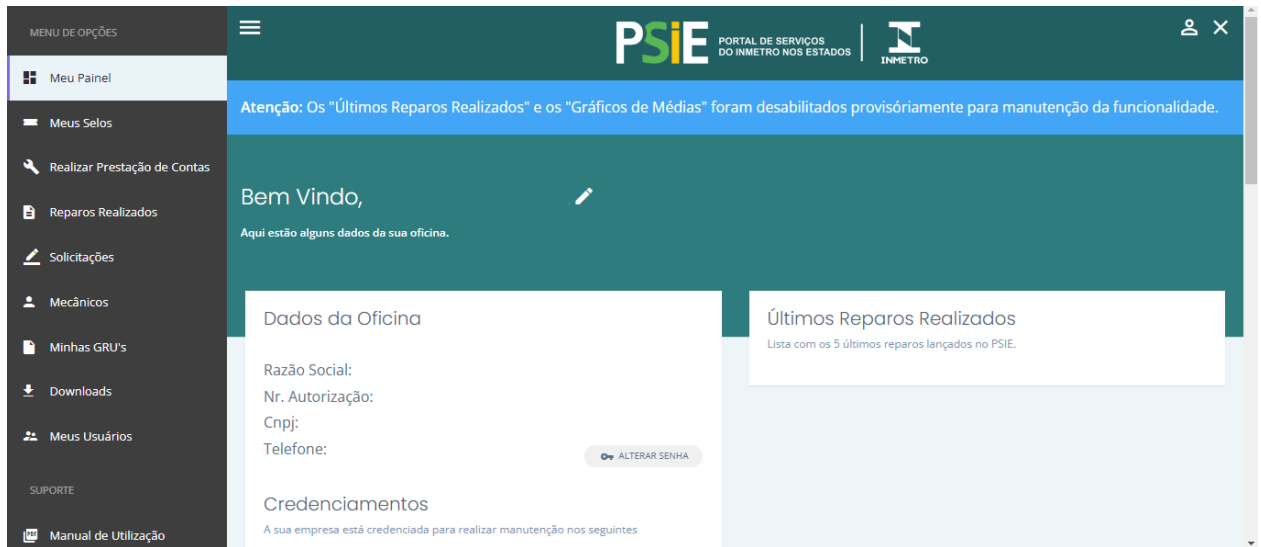 MENU DE OPÇÕES
Meu Painel
Meus Selos
Realizar Prestação de Contas
Reparos Realizados
Solicitações
Mecânicos
Minhas GRU's
Downloads
Meus Usuários
SUPORTE
PDF
Manual de Utilização
PSiE
PORTAL DE SERVIÇOS
DO INMETRO NOS ESTADOS
INMETRO
Atenção: Os "Últimos Reparos Realizados" e os "Gráficos de Médias" foram desabilitados provisóriamente para manutenção da funcionalidade.
Bem Vindo,
Aqui estão alguns dados da sua oficina.
Dados da Oficina
Razão Social:
Nr. Autorização:
Cnpj:
Telefone:
ALTERAR SENHA
Credenciamentos
A sua empresa está credenciada para realizar manutenção nos seguintes
Últimos Reparos Realizados
Lista com os 5 últimos reparos lançados no PSIE.